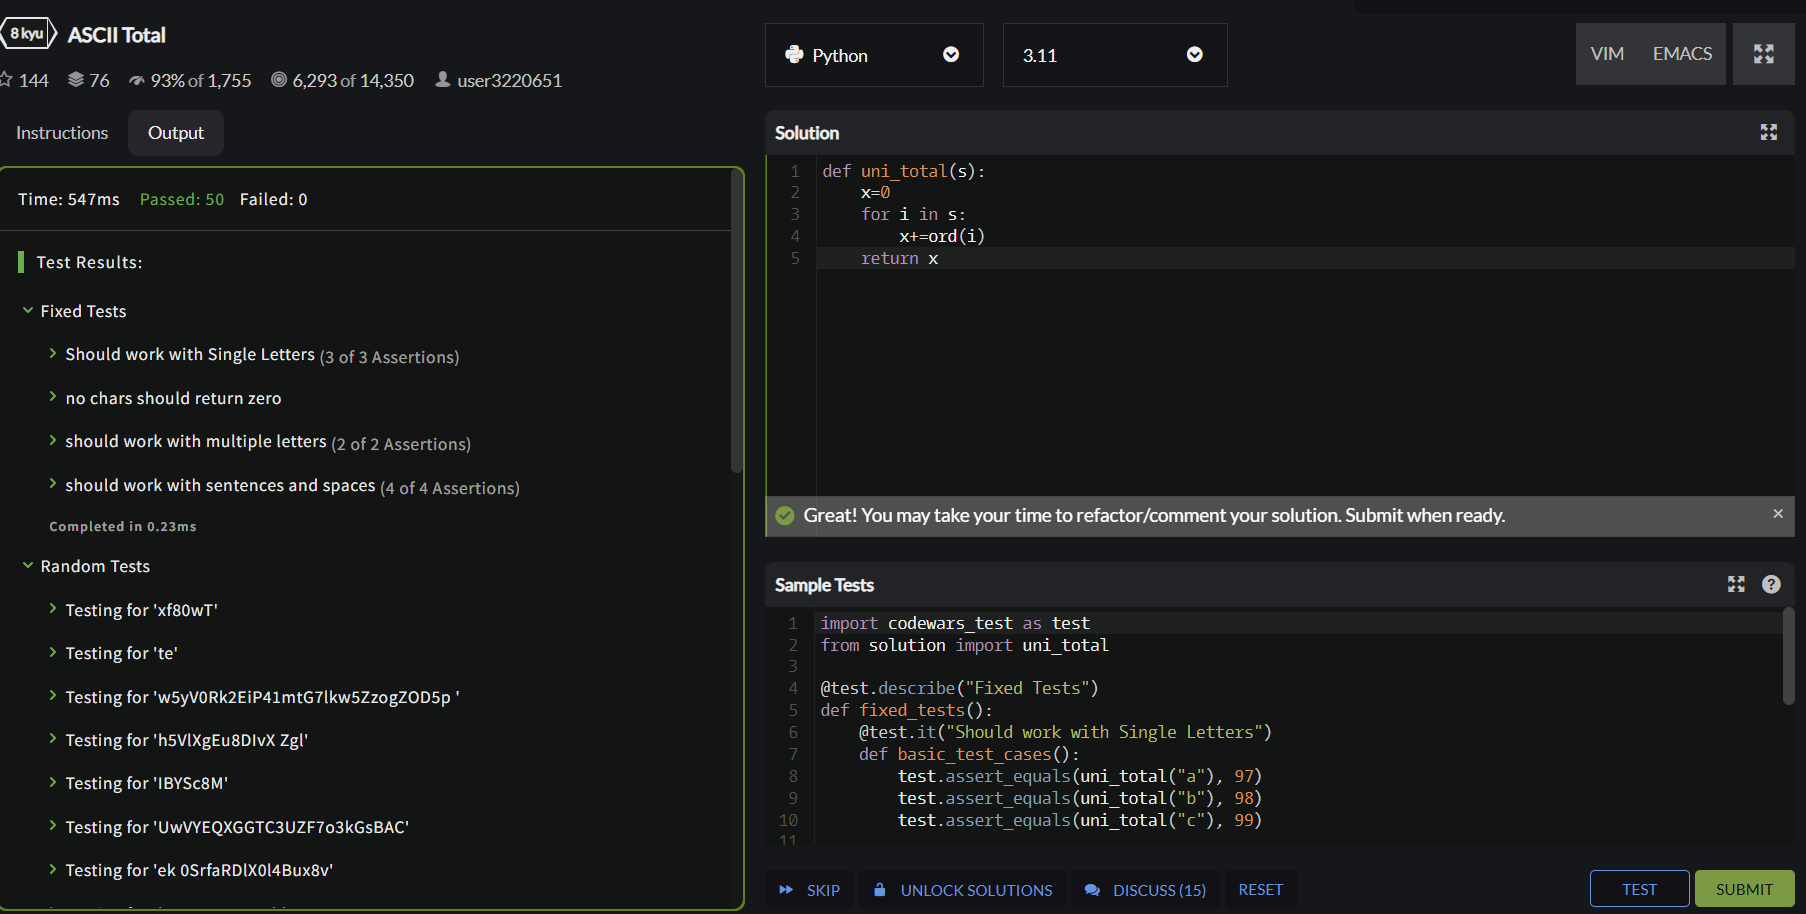 8 kyu ASCII Total
144 76 93% of 1,755 6,293 of 14,350 user3220651
Instructions Output
Time: 547ms Passed: 50 Failed: 0
Test Results:
Fixed Tests
Should work with Single Letters (3 of 3 Assertions)
no chars should return zero
should work with multiple letters (2 of 2 Assertions)
should work with sentences and spaces (4 of 4 Assertions)
Completed in 0.23ms
Random Tests
Testing for 'xf80wT'
Testing for 'te'
Testing for 'w5yV0Rk2EiP41mtG7lkw5ZzogZOD5p '
Testing for 'h5VlXgEu8DIvX Zgl'
Testing for 'IBYSc8M'
Testing for 'UwVYEQXGGTC3UZF7o3kGsBAC'
Testing for 'ek 0SrfaRDlX0l4Bux8v'
Python 3.11 VIM EMACS
Solution
1 def uni_total(s):
2 x=0
3 for i in s:
4 x+=ord(i)
5 return x
Great! You may take your time to refactor/comment your solution. Submit when ready.
Sample Tests
1 import codewars_test as test
2 from solution import uni_total
3
4 @test.describe("Fixed Tests")
5 def fixed_tests():
6 @test.it("Should work with Single Letters")
7 def basic_test_cases():
8 test.assert_equals(uni_total("a"), 97)
9 test.assert_equals(uni_total("b"), 98)
10 test.assert_equals(uni_total("c"), 99)
11
SKIP UNLOCK SOLUTIONS DISCUSS (15) RESET TEST SUBMIT